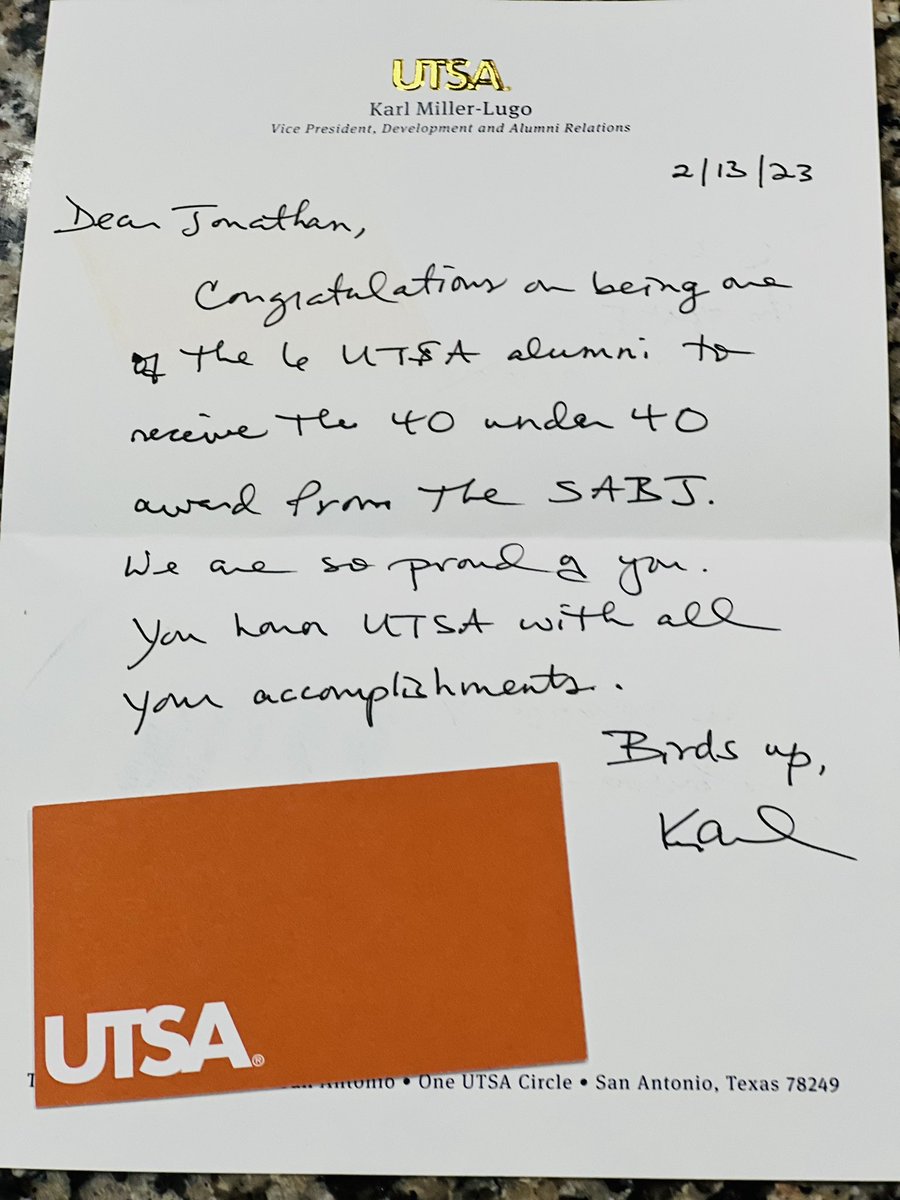 UTSA.
Karl Miller-Lugo
Vice President, Development and Alumni Relations
2/13/23
Dear Jonathan,
Congratulations on being one
of the 6 UTSA alumni to
receive the 40 under 40
award from the SABJ.
We are so proud of you.
You honor UTSA with all
your accomplishments.
Birds up,
Karl
UTSA®
Antonio • One UTSA Circle • San Antonio, Texas 78249